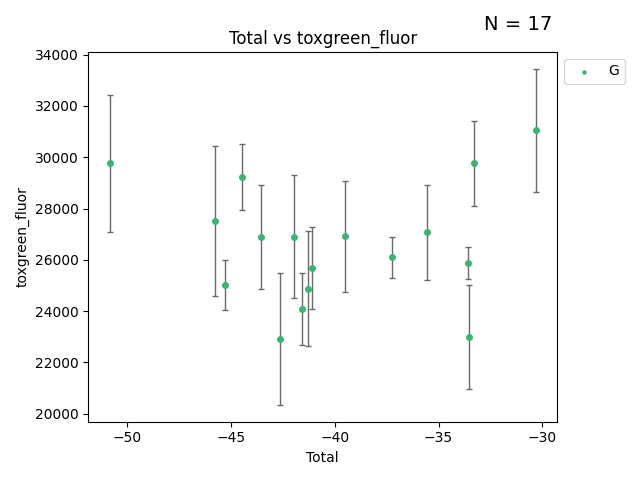 N = 17
Total vs toxgreen_fluor
34000
32000
30000
28000
26000
24000
22000
20000
toxgreen_fluor
−50
−45
−40
−35
−30
Total
G